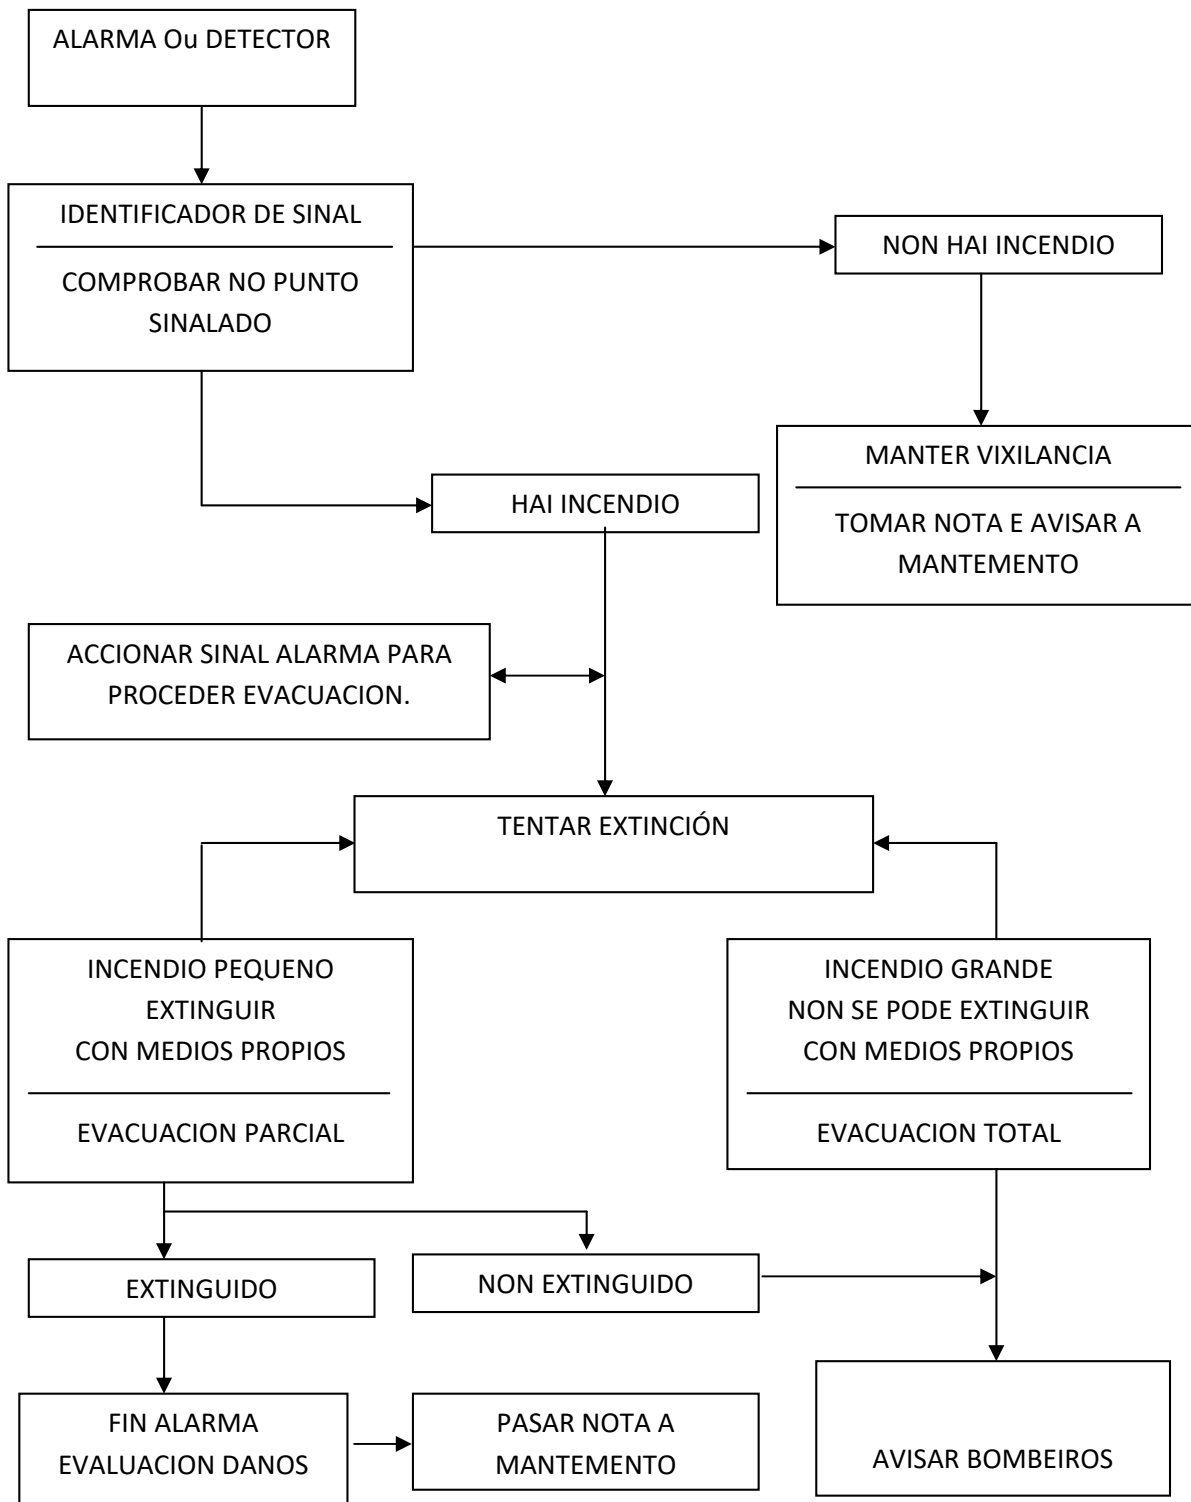 ALARMA Ou DETECTOR
IDENTIFICADOR DE SINAL
COMPROBAR NO PUNTO
SINALADO
NON HAI INCENDIO
MANTER VIXILANCIA
TOMAR NOTA E AVISAR A
MANTEMENTO
HAI INCENDIO
ACCIONAR SINAL ALARMA PARA
PROCEDER EVACUACION.
TENTAR EXTINCIÓN
INCENDIO PEQUENO
EXTINGUIR
CON MEDIOS PROPIOS
EVACUACION PARCIAL
INCENDIO GRANDE
NON SE PODE EXTINGUIR
CON MEDIOS PROPIOS
EVACUACION TOTAL
EXTINGUIDO
NON EXTINGUIDO
FIN ALARMA
EVALUACION DANOS
PASAR NOTA A
MANTEMENTO
AVISAR BOMBEIROS